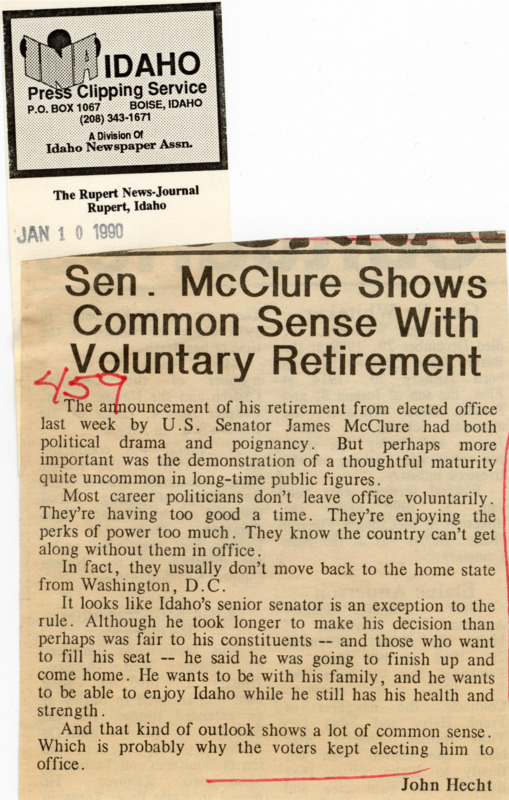 INA IDAHO
Press Clipping Service
P.O. BOX 1067 BOISE, IDAHO
(208) 343-1671
A Division Of
Idaho Newspaper Assn.
The Rupert News-Journal
Rupert, Idaho
JAN 10 1990
Sen. McClure Shows
Common Sense With
Voluntary Retirement
459
The announcement of his retirement from elected office
last week by U.S. Senator James McClure had both
political drama and poignancy. But perhaps more
important was the demonstration of a thoughtful maturity
quite uncommon in long-time public figures.
Most career politicians don't leave office voluntarily.
They're having too good a time. They're enjoying the
perks of power too much. They know the country can't get
along without them in office.
In fact, they usually don't move back to the home state
from Washington, D.C.
It looks like Idaho's senior senator is an exception to the
rule. Although he took longer to make his decision than
perhaps was fair to his constituents -- and those who want
to fill his seat -- he said he was going to finish up and
come home. He wants to be with his family, and he wants
to be able to enjoy Idaho while he still has his health and
strength.
And that kind of outlook shows a lot of common sense.
Which is probably why the voters kept electing him to
office.
John Hecht